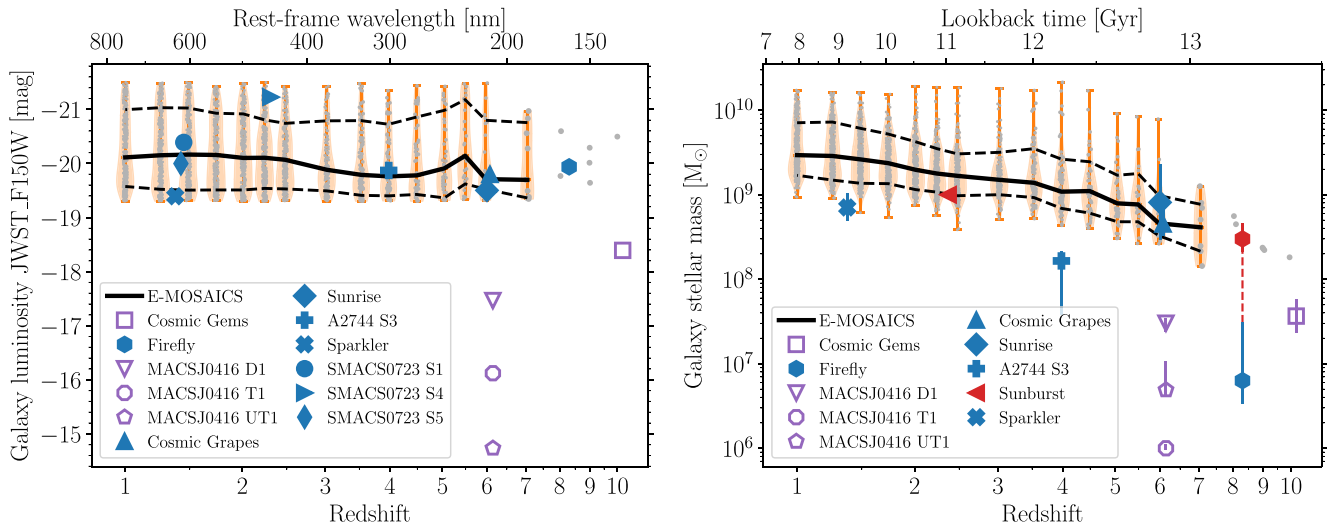 Rest-frame wavelength [nm]
800 600 400 300 200 150
Galaxy luminosity JWST_F150W [mag]
−21
−20
−19
−18
−17
−16
−15
E-MOSAICS
Cosmic Gems
Firefly
MACSJ0416 D1
MACSJ0416 T1
MACSJ0416 UT1
Cosmic Grapes
Sunrise
A2744 S3
Sparkler
SMACS0723 S1
SMACS0723 S4
SMACS0723 S5
1 2 3 4 5 6 7 8 9 10
Redshift
Lookback time [Gyr]
7 8 9 10 11 12 13
Galaxy stellar mass [M⊙]
10^10
10^9
10^8
10^7
10^6
E-MOSAICS
Cosmic Gems
Firefly
MACSJ0416 D1
MACSJ0416 T1
MACSJ0416 UT1
Cosmic Grapes
Sunrise
A2744 S3
Sunburst
Sparkler
1 2 3 4 5 6 7 8 9 10
Redshift